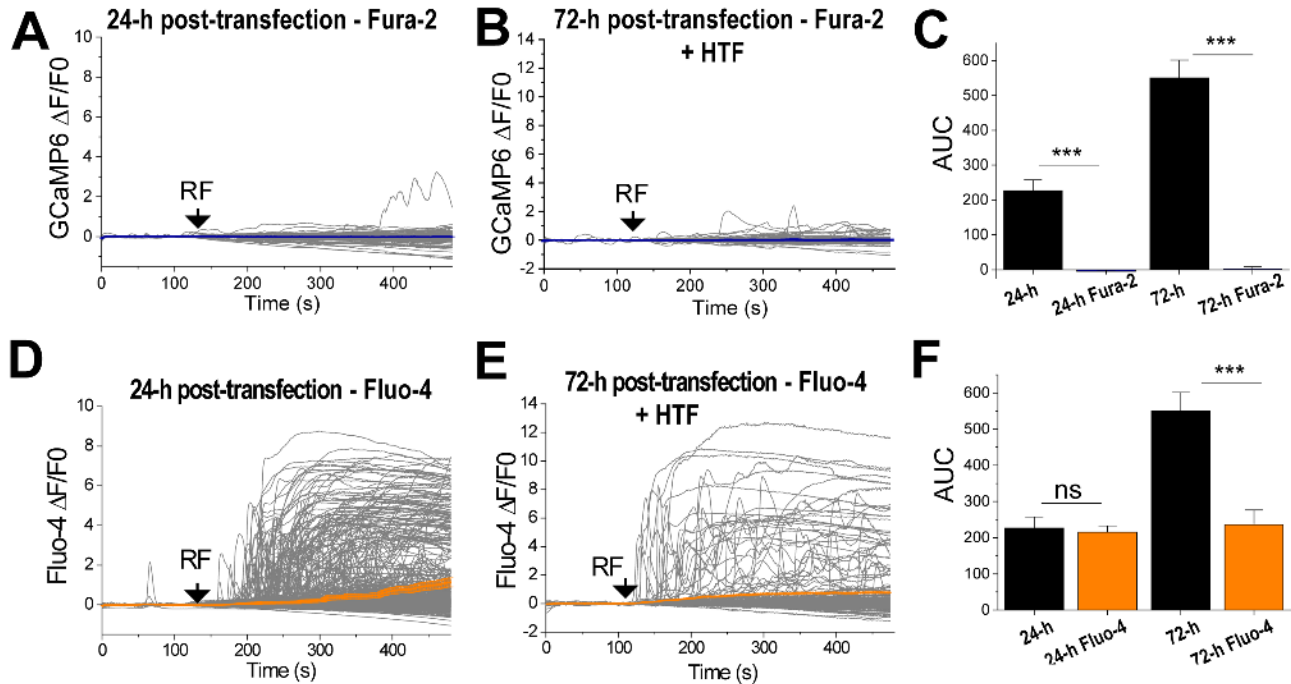 A
24-h post-transfection - Fura-2
GCaMP6 ΔF/F0
10
8
6
4
2
0
RF
0 100 200 300 400
Time (s)
B
72-h post-transfection - Fura-2
+ HTF
GCaMP6 ΔF/F0
14
12
10
8
6
4
2
0
-2
RF
0 100 200 300 400
Time (s)
C
AUC
600
500
400
300
200
100
0
***
***
24-h
24-h Fura-2
72-h
72-h Fura-2
D
24-h post-transfection - Fluo-4
Fluo-4 ΔF/F0
10
8
6
4
2
0
RF
0 100 200 300 400
Time (s)
E
72-h post-transfection - Fluo-4
+ HTF
Fluo-4 ΔF/F0
14
12
10
8
6
4
2
0
-2
RF
0 100 200 300 400
Time (s)
F
AUC
600
500
400
300
200
100
0
ns
***
24-h
24-h Fluo-4
72-h
72-h Fluo-4